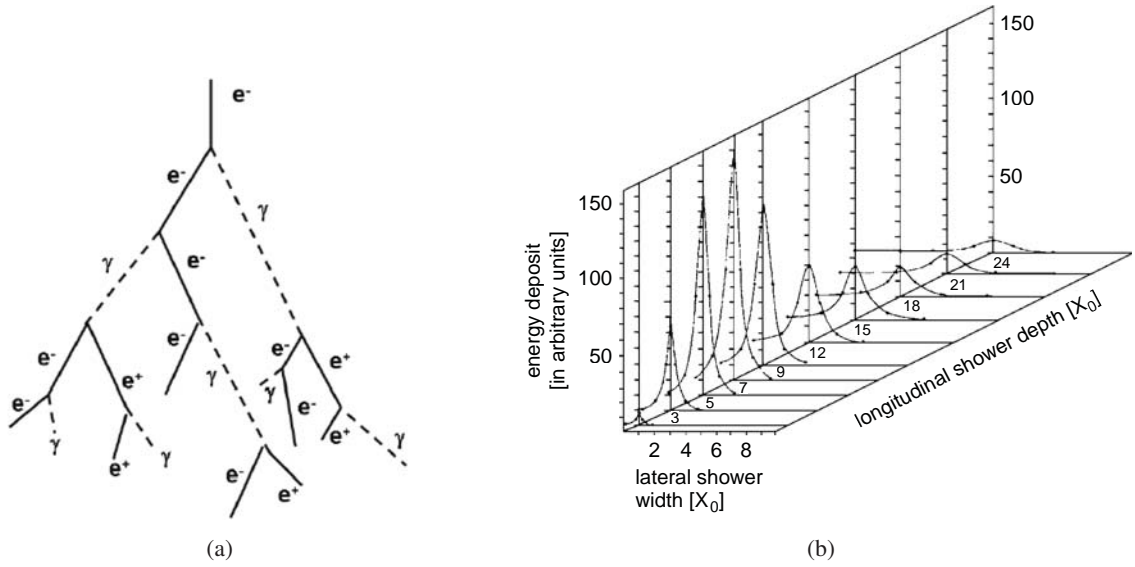 e-
e-
γ
γ
e-
e-
e+
e-
γ
e-
e+
e-
γ
e+
γ
γ
e-
e+
γ
e-
e+
(a)
150
100
50
energy deposit
[in arbitrary units]
150
100
50
3
5
7
9
12
15
18
21
24
2 4 6 8
lateral shower
width [X₀]
longitudinal shower depth [X₀]
(b)